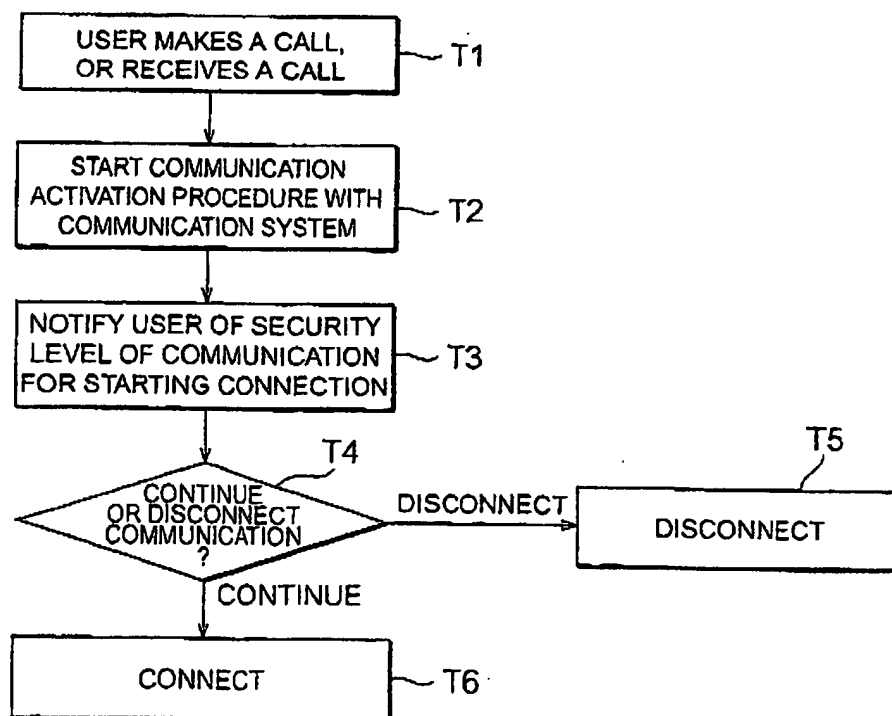 USER MAKES A CALL,
OR RECEIVES A CALL
T1
START COMMUNICATION
ACTIVATION PROCEDURE WITH
COMMUNICATION SYSTEM
T2
NOTIFY USER OF SECURITY
LEVEL OF COMMUNICATION
FOR STARTING CONNECTION
T3
T4
CONTINUE
OR DISCONNECT
COMMUNICATION
?
DISCONNECT
T5
DISCONNECT
CONTINUE
CONNECT
T6